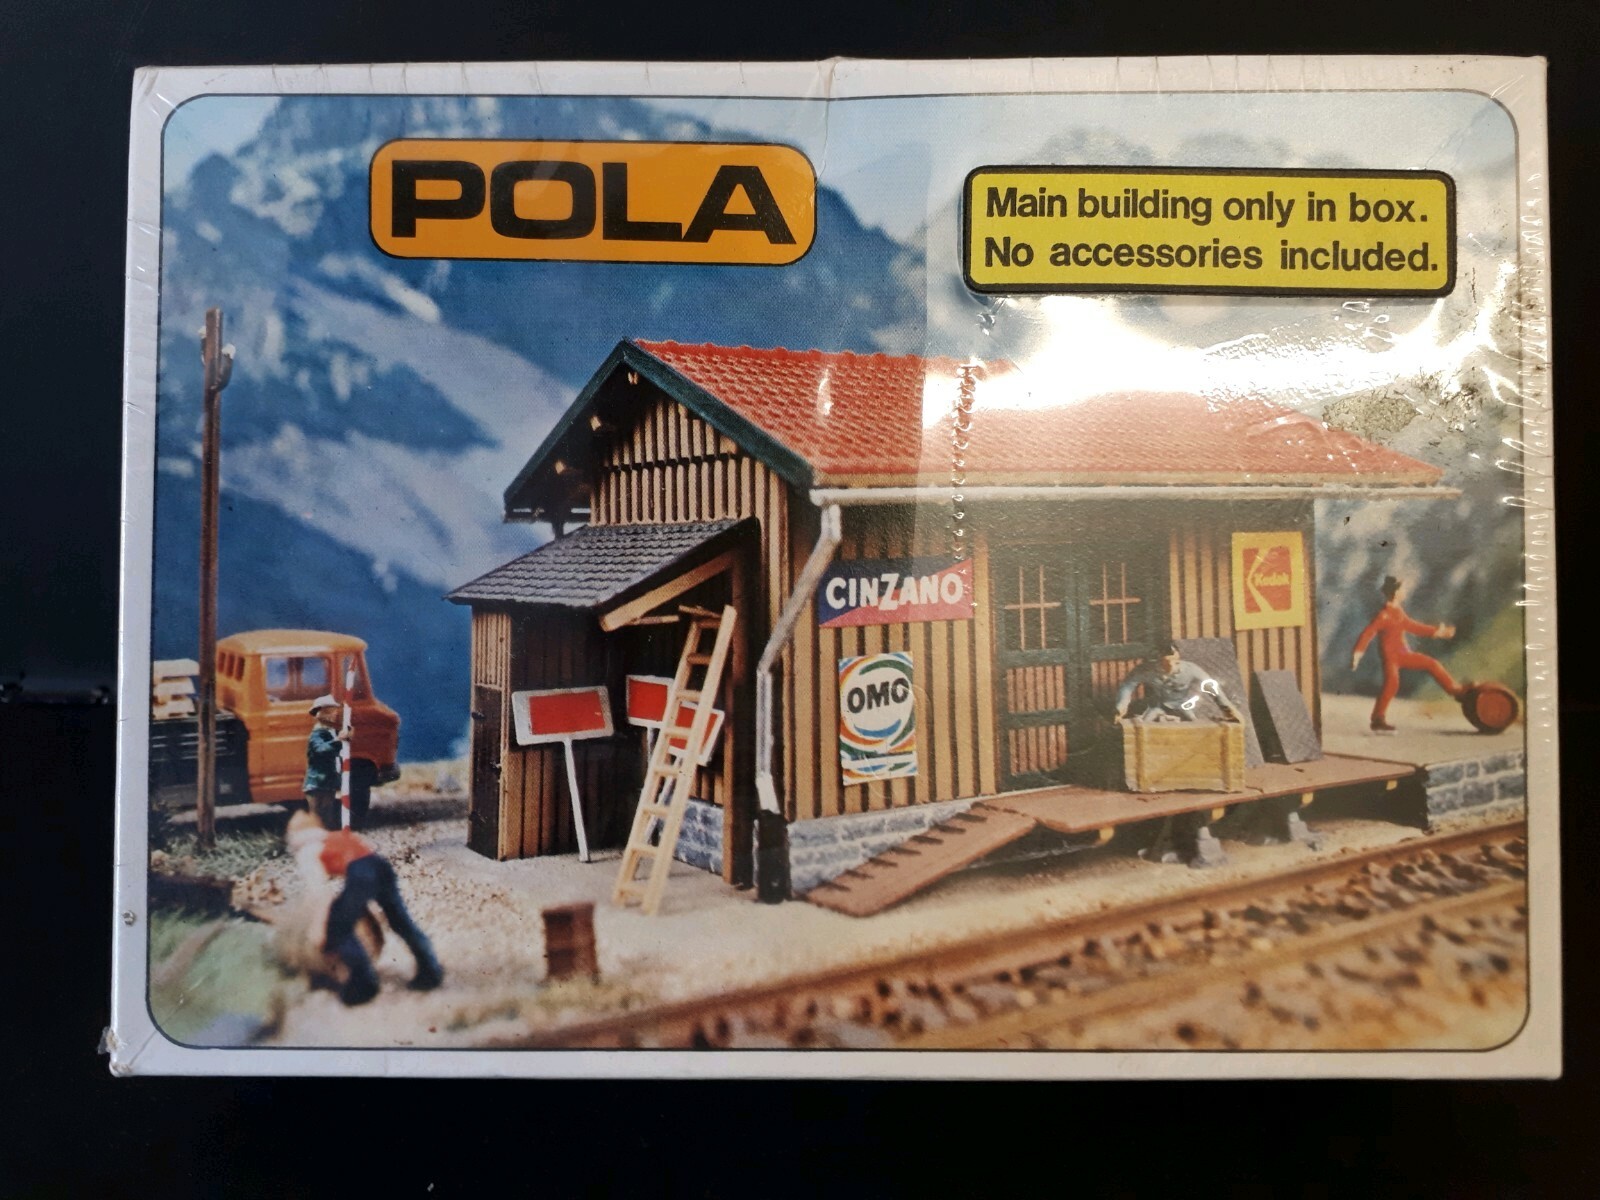 POLA
Main building only in box.
No accessories included.
CINZANO
OMO
Kodak